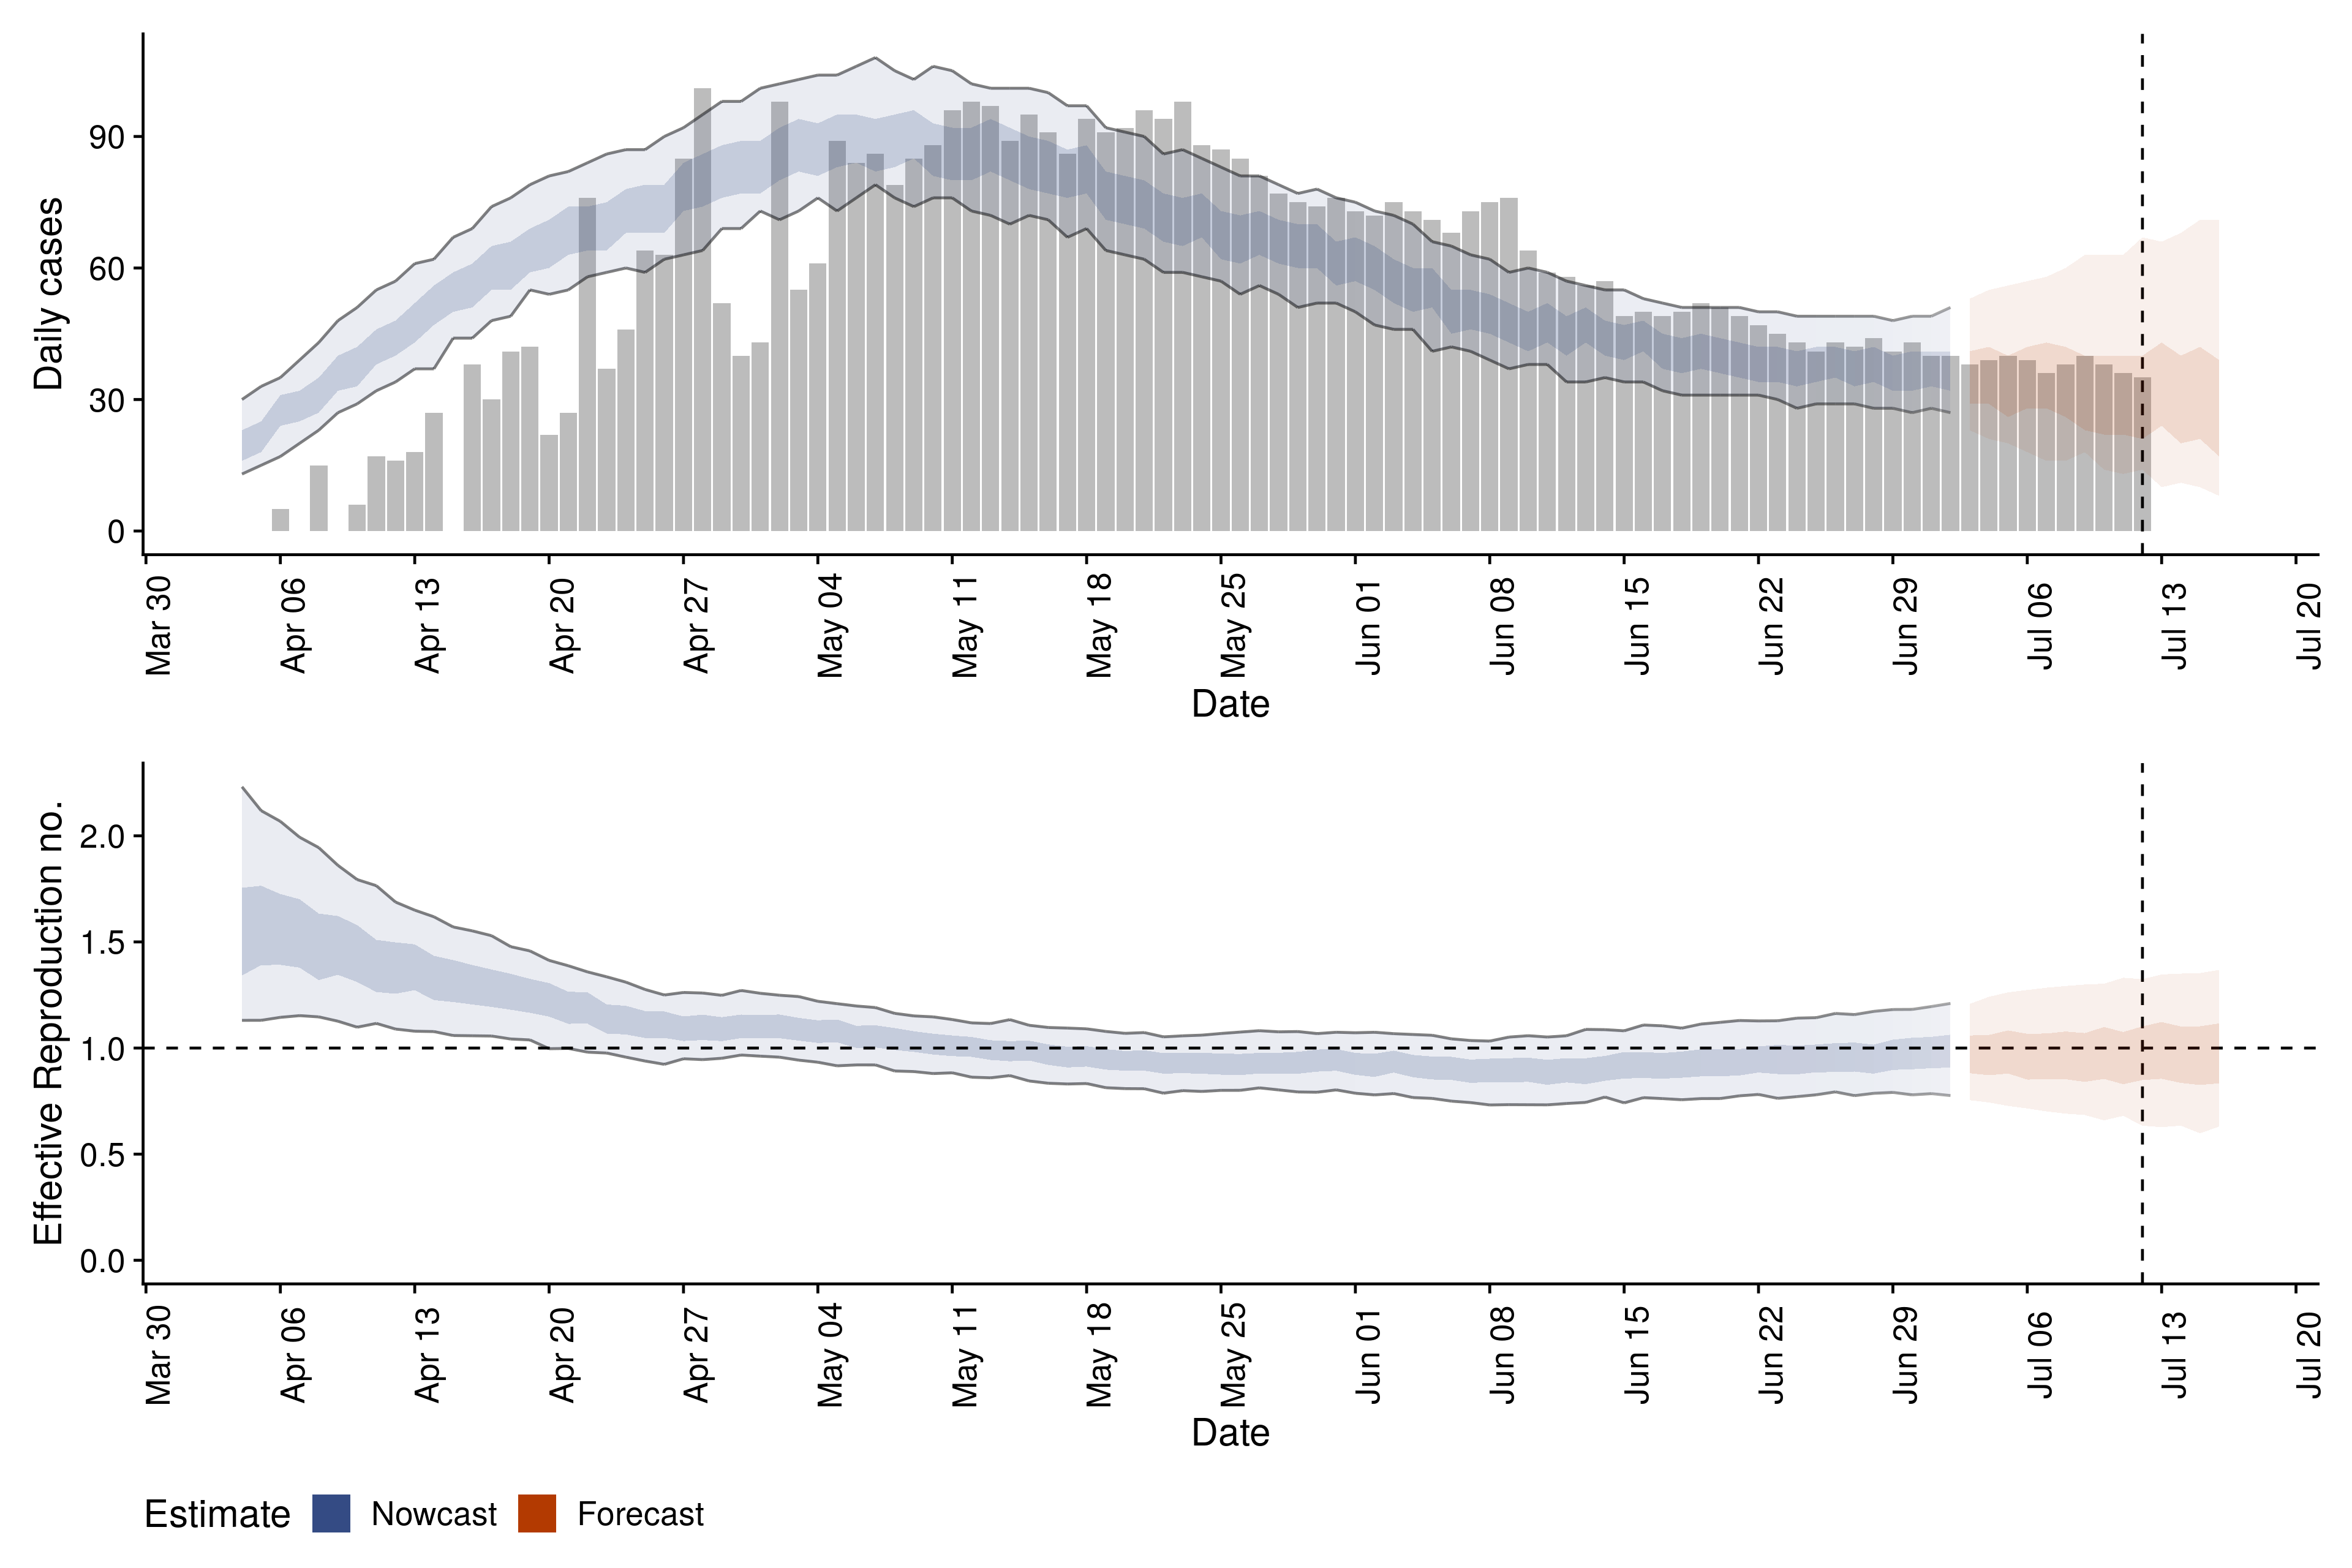 Daily cases
90
60
30
0
Mar 30
Apr 06
Apr 13
Apr 20
Apr 27
May 04
May 11
May 18
May 25
Jun 01
Jun 08
Jun 15
Jun 22
Jun 29
Jul 06
Jul 13
Jul 20
Date
Effective Reproduction no.
2.0
1.5
1.0
0.5
0.0
Mar 30
Apr 06
Apr 13
Apr 20
Apr 27
May 04
May 11
May 18
May 25
Jun 01
Jun 08
Jun 15
Jun 22
Jun 29
Jul 06
Jul 13
Jul 20
Date
Estimate Nowcast Forecast